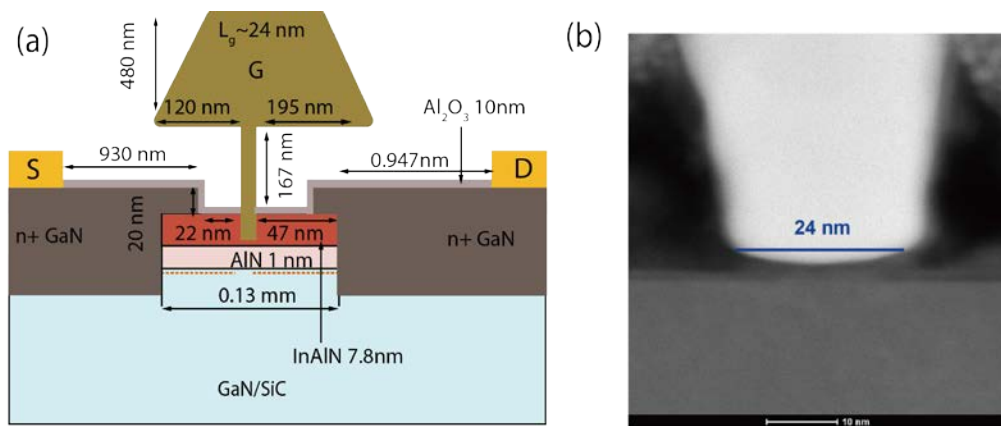 (a)
480 nm
L_g~24 nm
G
120 nm
195 nm
Al₂O₃ 10nm
930 nm
167 nm
0.947nm
S
D
20 nm
n+ GaN
22 nm
47 nm
n+ GaN
AlN 1 nm
0.13 mm
InAlN 7.8nm
GaN/SiC
(b)
24 nm
10 nm